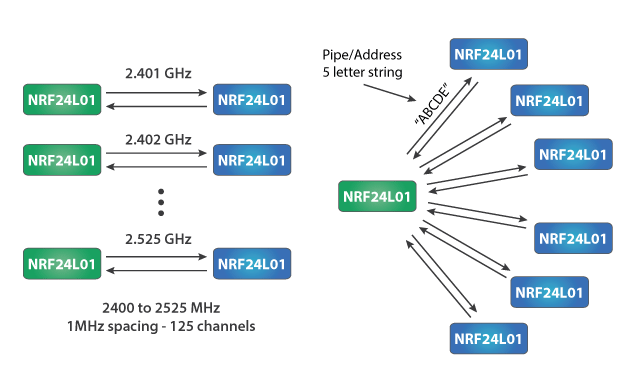 2.401 GHz
NRF24L01
NRF24L01
2.402 GHz
NRF24L01
NRF24L01
2.525 GHz
NRF24L01
NRF24L01
2400 to 2525 MHz
1MHz spacing - 125 channels
Pipe/Address
5 letter string
"ABCDE"
NRF24L01
NRF24L01
NRF24L01
NRF24L01
NRF24L01
NRF24L01
NRF24L01